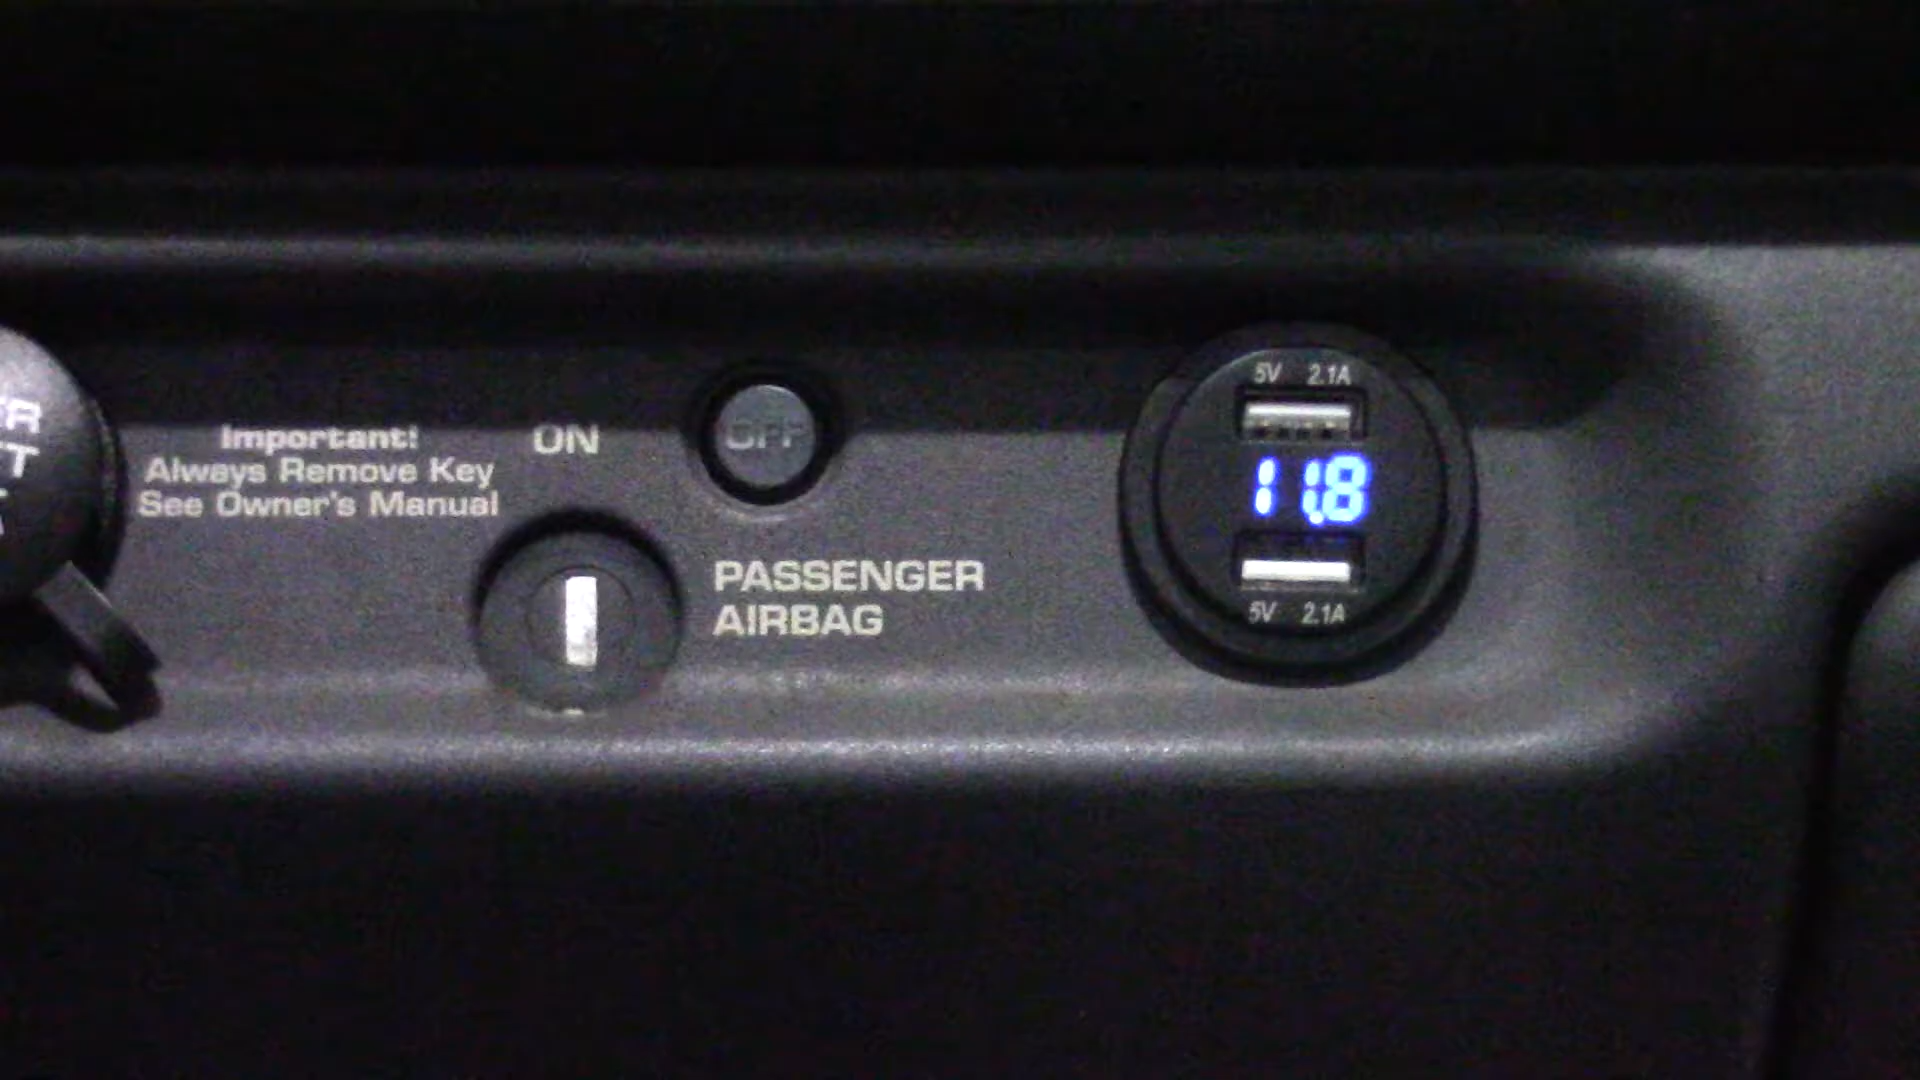 Important!
Always Remove Key
See Owner's Manual
ON
OFF
PASSENGER
AIRBAG
5V 2.1A
11.8
5V 2.1A